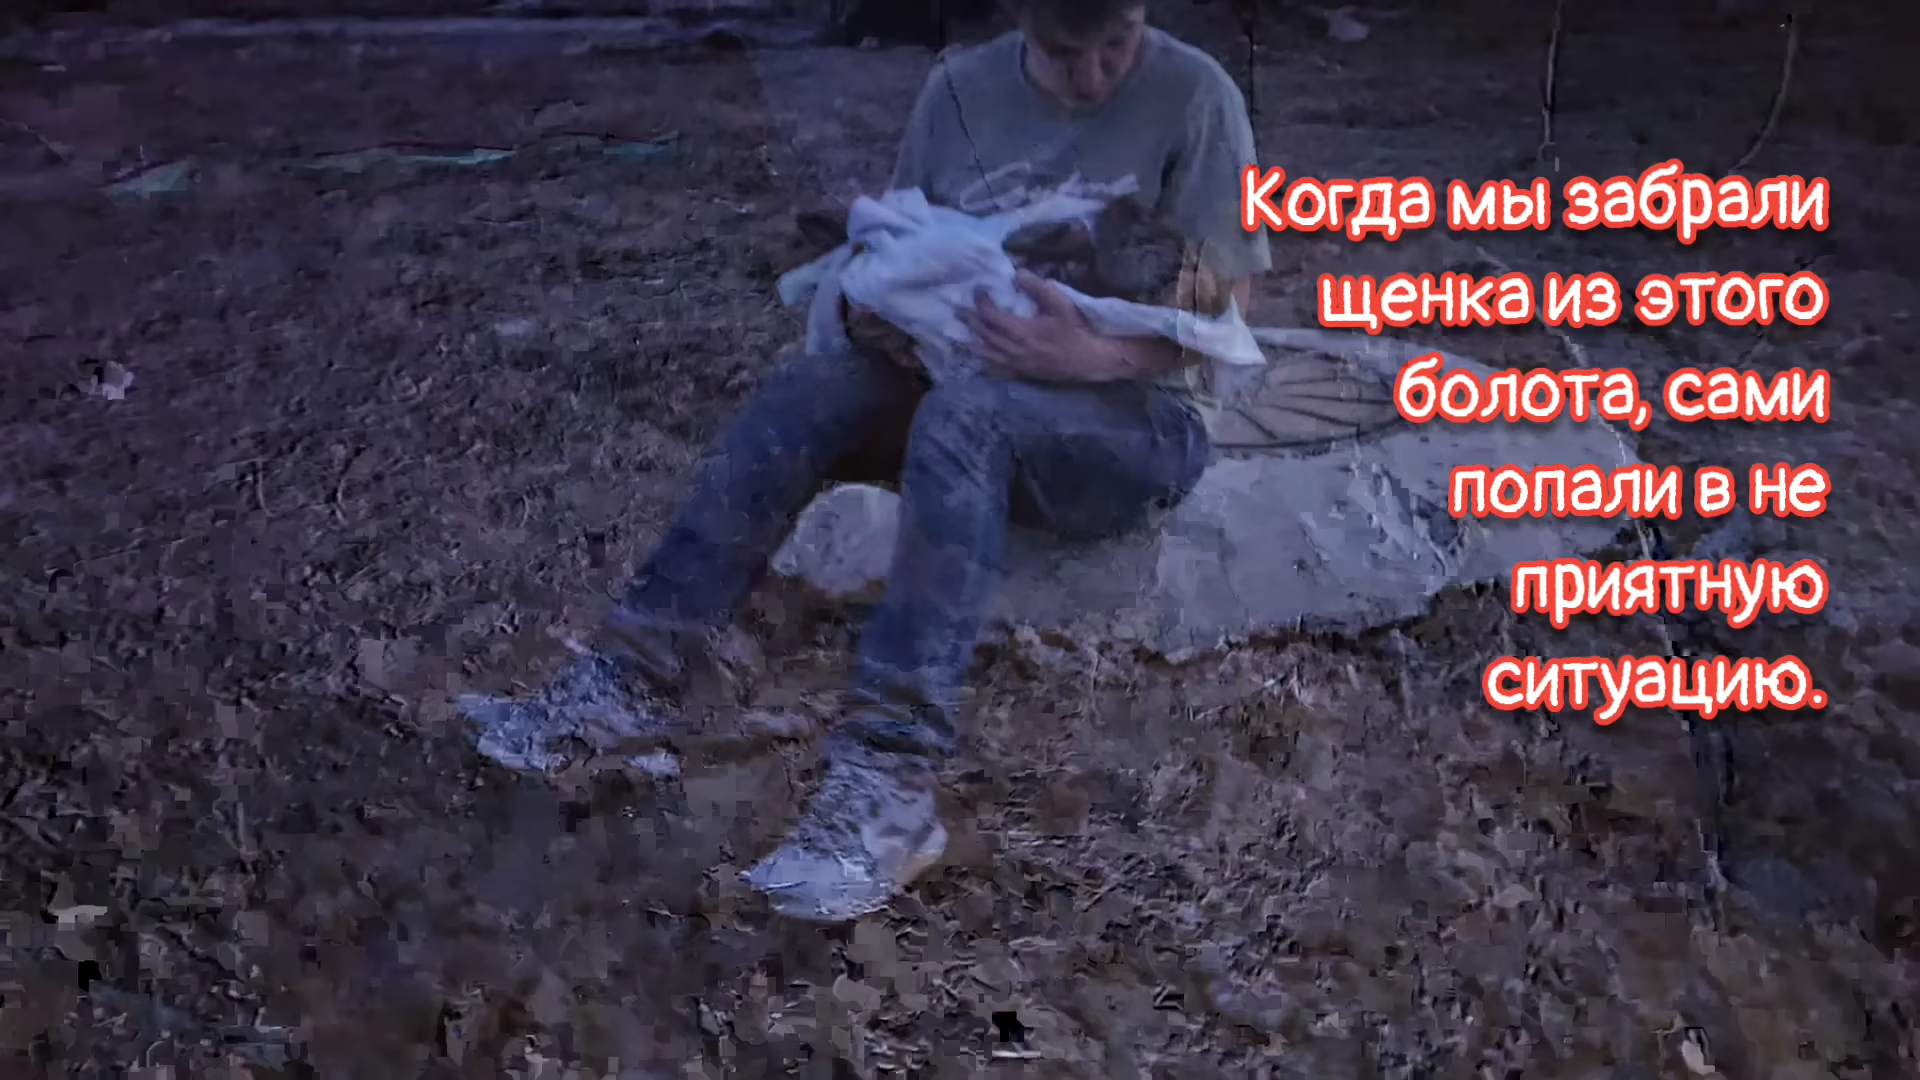 Когда мы забрали
щенка из этого
болота, сами
попали в не
приятную
ситуацию.